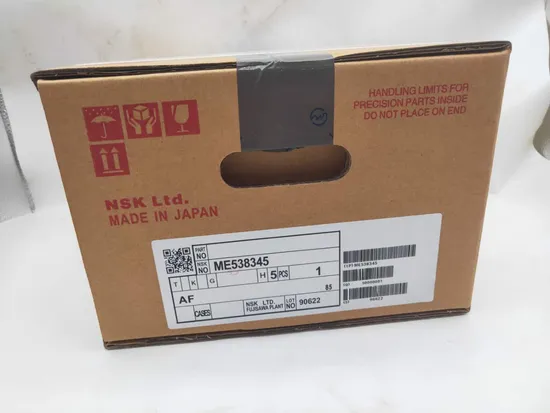 HANDLING LIMITS FOR
PRECISION PARTS INSIDE
DO NOT PLACE ON END
NSK Ltd.
MADE IN JAPAN
PART NO
NSK NO ME538345
T K G H 5 PCS 1
85
AF
CASES
NSK LTD.
FUJISAWA PLANT
LOT NO 90622